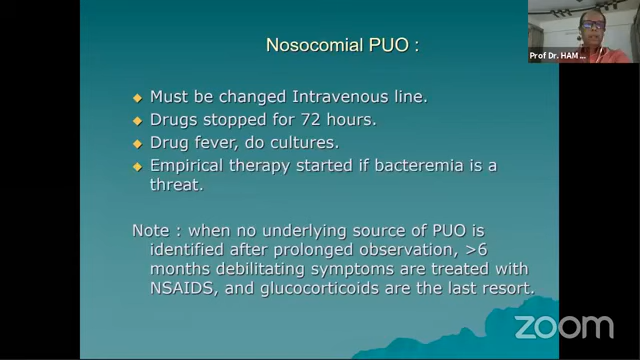 Nosocomial PUO :
Prof Dr. HAM ...
Must be changed Intravenous line.
Drugs stopped for 72 hours.
Drug fever, do cultures.
Empirical therapy started if bacteremia is a
threat.
Note : when no underlying source of PUO is
identified after prolonged observation, >6
months debilitating symptoms are treated with
NSAIDS, and glucocorticoids are the last resort.
zoom